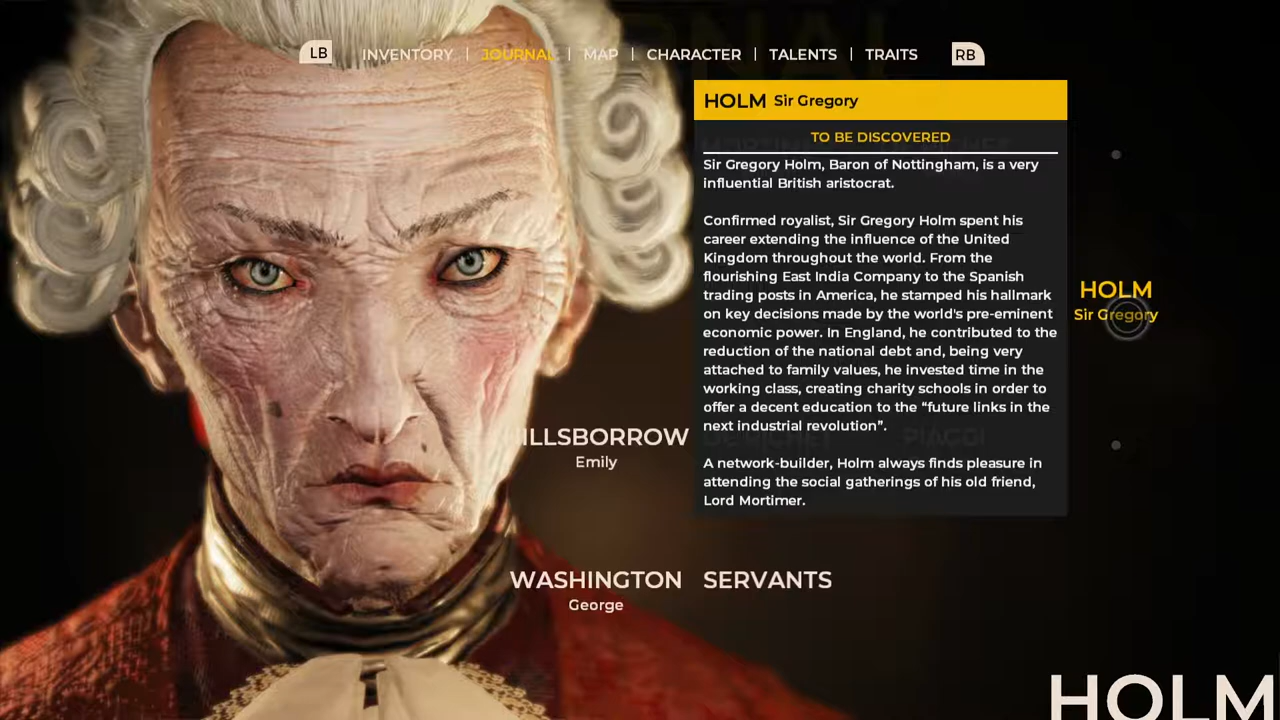 LB INVENTORY | JOURNAL | MAP | CHARACTER | TALENTS | TRAITS RB
HOLM Sir Gregory
TO BE DISCOVERED
Sir Gregory Holm, Baron of Nottingham, is a very
influential British aristocrat.
Confirmed royalist, Sir Gregory Holm spent his
career extending the influence of the United
Kingdom throughout the world. From the
flourishing East India Company to the Spanish
trading posts in America, he stamped his hallmark
on key decisions made by the world's pre-eminent
economic power. In England, he contributed to the
reduction of the national debt and, being very
attached to family values, he invested time in the
working class, creating charity schools in order to
offer a decent education to the “future links in the
next industrial revolution”.
A network-builder, Holm always finds pleasure in
attending the social gatherings of his old friend,
Lord Mortimer.
HOLM
Sir Gregory
ILLSBORROW
Emily
PIAGGI
WASHINGTON
George
SERVANTS
HOLM